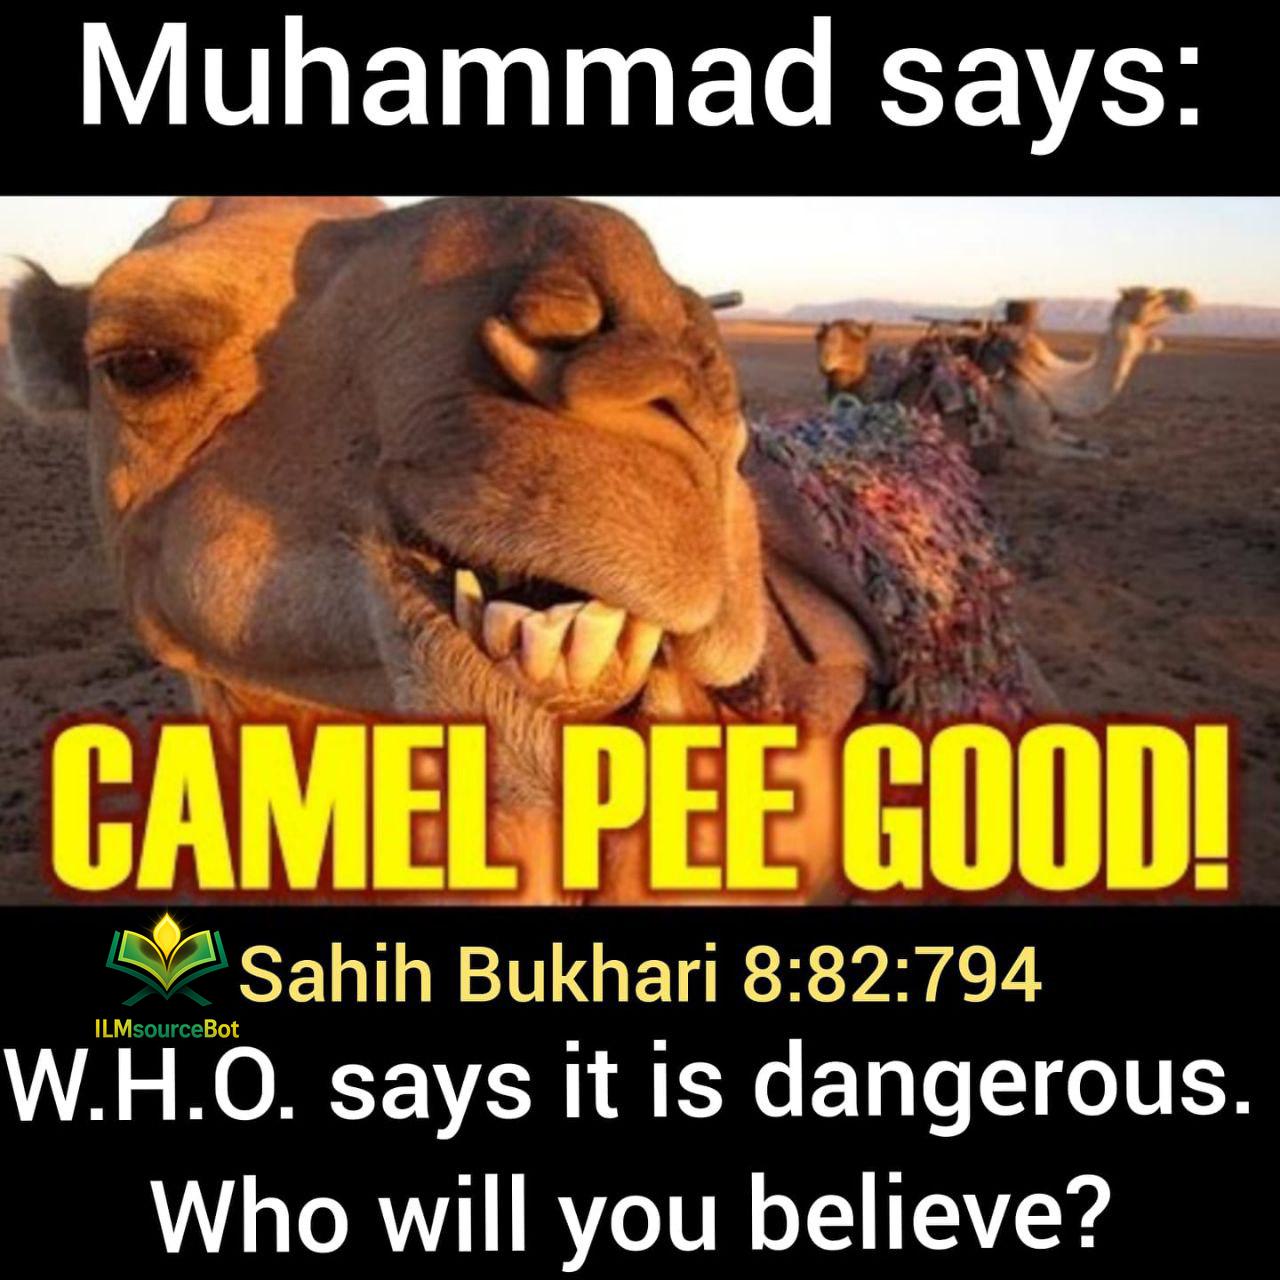 Muhammad says:
CAMEL PEE GOOD!
Sahih Bukhari 8:82:794
ILMsourceBot
W.H.O. says it is dangerous.
Who will you believe?